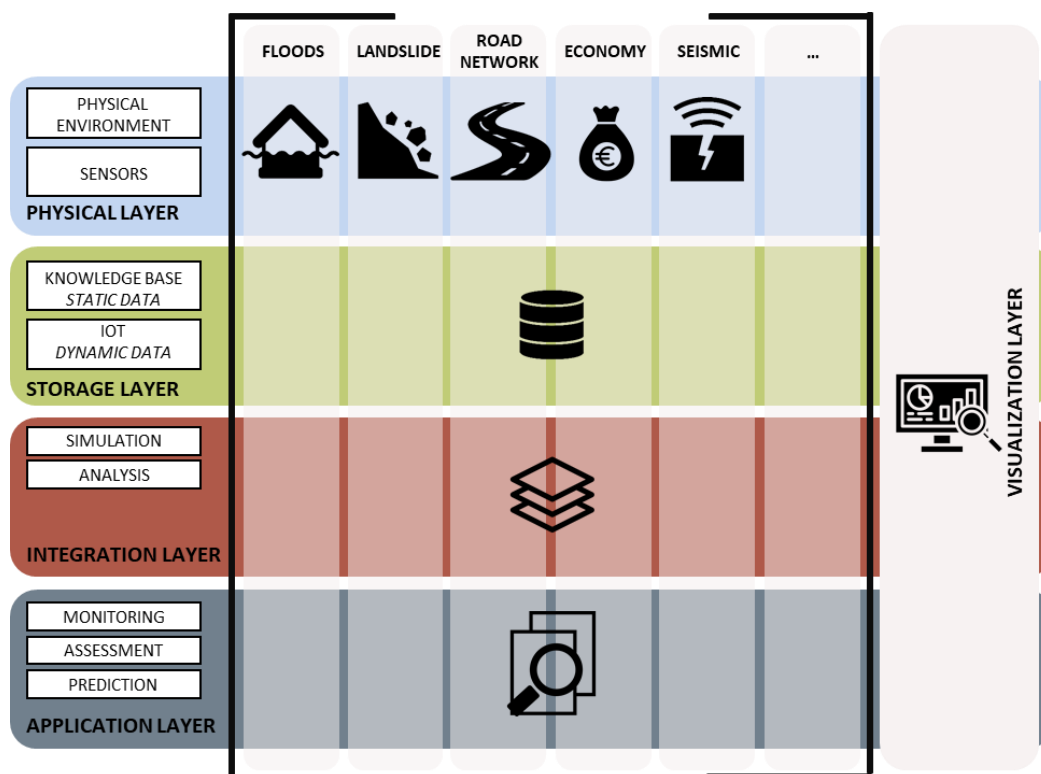 FLOODS
LANDSLIDE
ROAD
NETWORK
ECONOMY
SEISMIC
...
PHYSICAL
ENVIRONMENT
SENSORS
PHYSICAL LAYER
€
KNOWLEDGE BASE
STATIC DATA
IOT
DYNAMIC DATA
STORAGE LAYER
SIMULATION
ANALYSIS
INTEGRATION LAYER
MONITORING
ASSESSMENT
PREDICTION
APPLICATION LAYER
VISUALIZATION LAYER